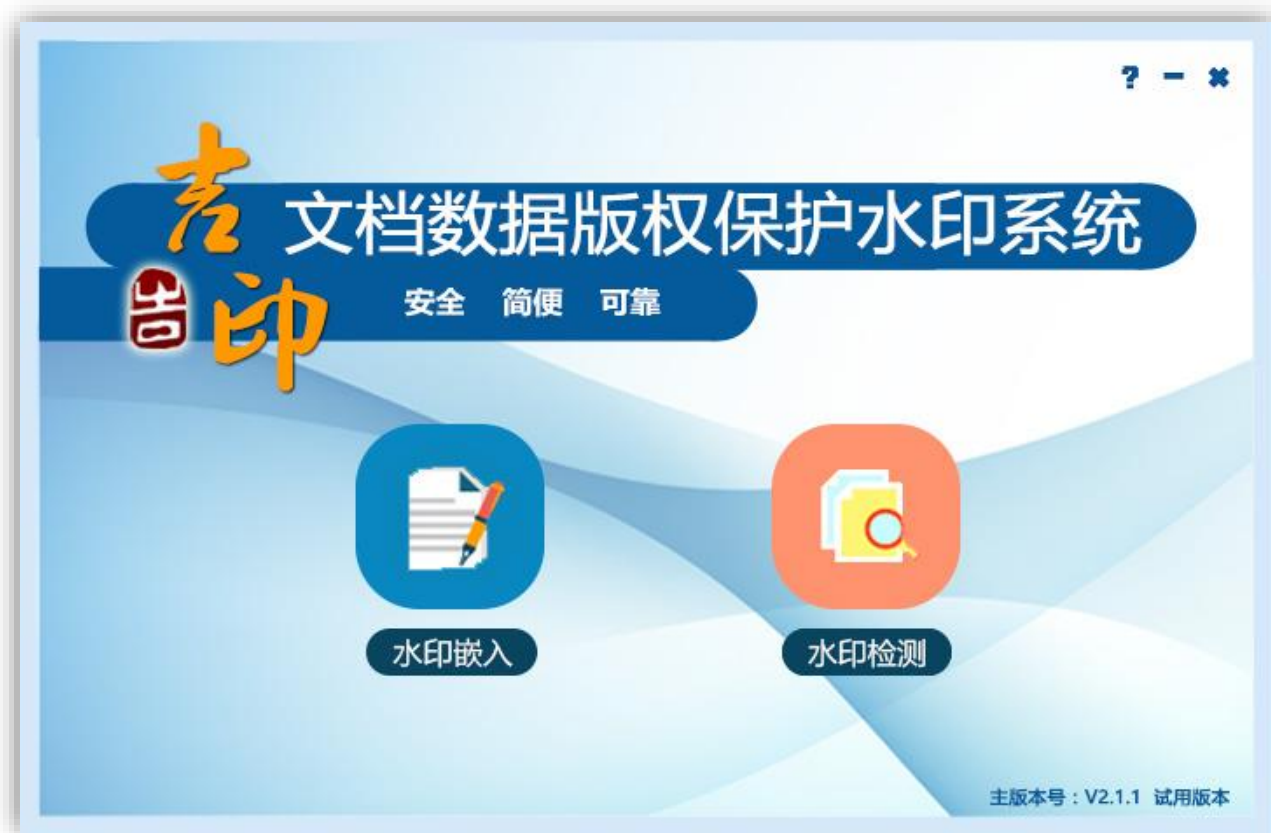 ? － ×
吉印
文档数据版权保护水印系统
吉
安全 简便 可靠
水印嵌入
水印检测
主版本号：V2.1.1 试用版本